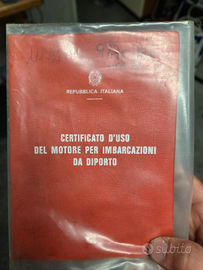 REPUBBLICA ITALIANA
CERTIFICATO D'USO
DEL MOTORE PER IMBARCAZIONI
DA DIPORTO
subito